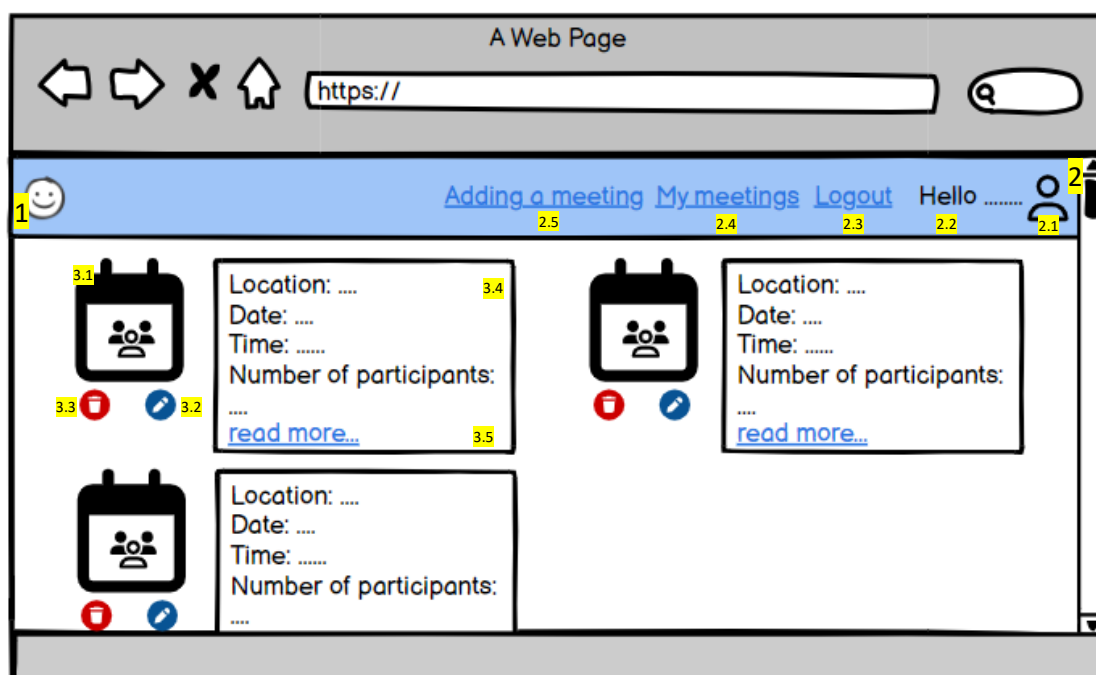 A Web Page
https://
1
2
Adding a meeting My meetings Logout Hello ........
2.5 2.4 2.3 2.2 2.1
3.1
Location: ....
3.4
Date: ....
Time: ......
Number of participants:
....
read more...
3.5
3.3
3.2
Location: ....
Date: ....
Time: ......
Number of participants:
....
read more...
Location: ....
Date: ....
Time: ......
Number of participants:
....